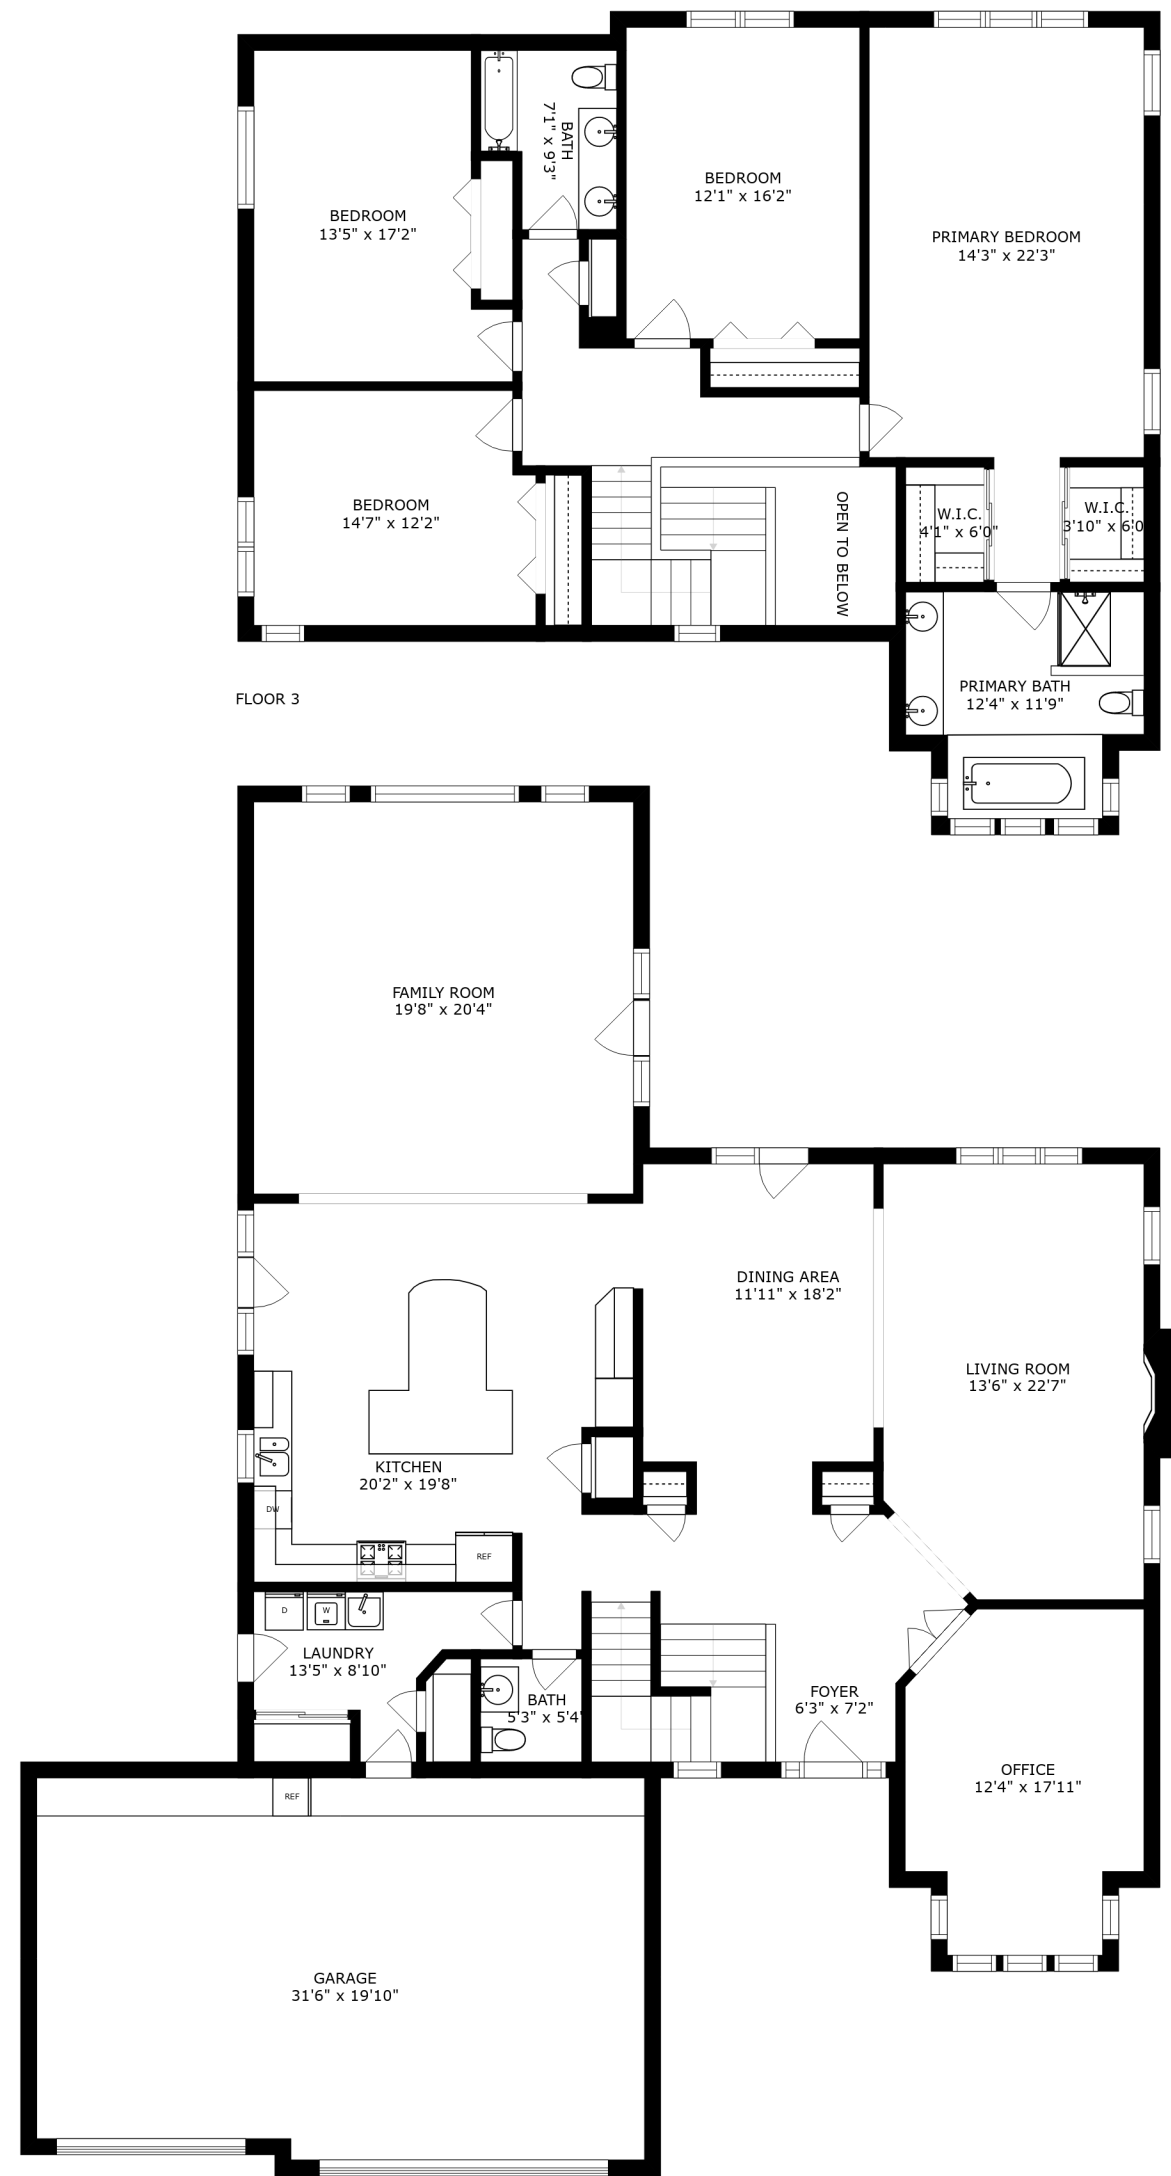 BATH
7'1" x 9'3"
BEDROOM
12'1" x 16'2"
BEDROOM
13'5" x 17'2"
PRIMARY BEDROOM
14'3" x 22'3"
BEDROOM
14'7" x 12'2"
OPEN TO BELOW
W.I.C.
4'1" x 6'0"
W.I.C.
3'10" x 6'0
PRIMARY BATH
12'4" x 11'9"
FLOOR 3
FAMILY ROOM
19'8" x 20'4"
DINING AREA
11'11" x 18'2"
LIVING ROOM
13'6" x 22'7"
KITCHEN
20'2" x 19'8"
DW
REF
D
W
LAUNDRY
13'5" x 8'10"
BATH
5'3" x 5'4"
FOYER
6'3" x 7'2"
OFFICE
12'4" x 17'11"
REF
GARAGE
31'6" x 19'10"